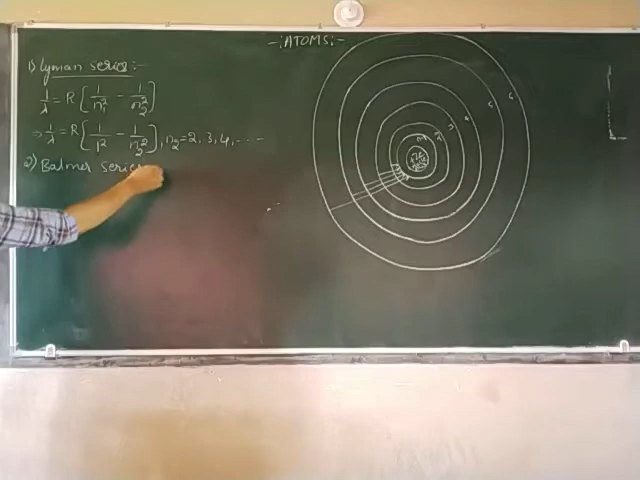 -: ATOMS :-
1) Lyman series :-
1/λ = R [ 1/n₁² - 1/n₂² ]
⇒ 1/λ = R [ 1/1² - 1/n₂² ], n₂ = 2, 3, 4, ----
2) Balmer series